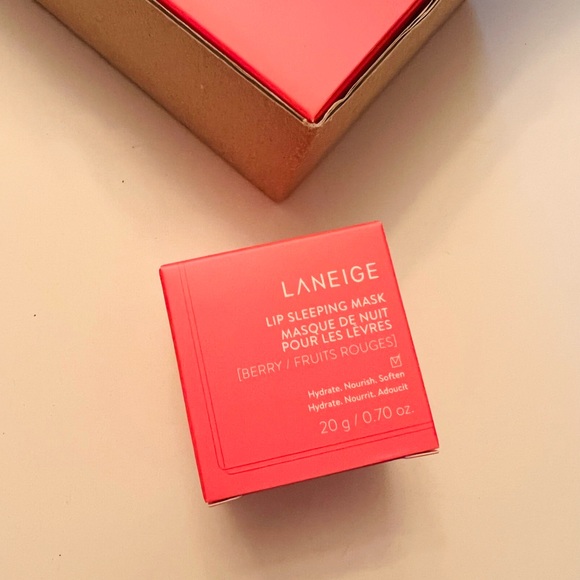 LANEIGE
LIP SLEEPING MASK
MASQUE DE NUIT
POUR LES LÈVRES
[BERRY / FRUITS ROUGES]
Hydrate. Nourish. Soften
Hydrate. Nourrit. Adoucit
20 g / 0.70 oz.